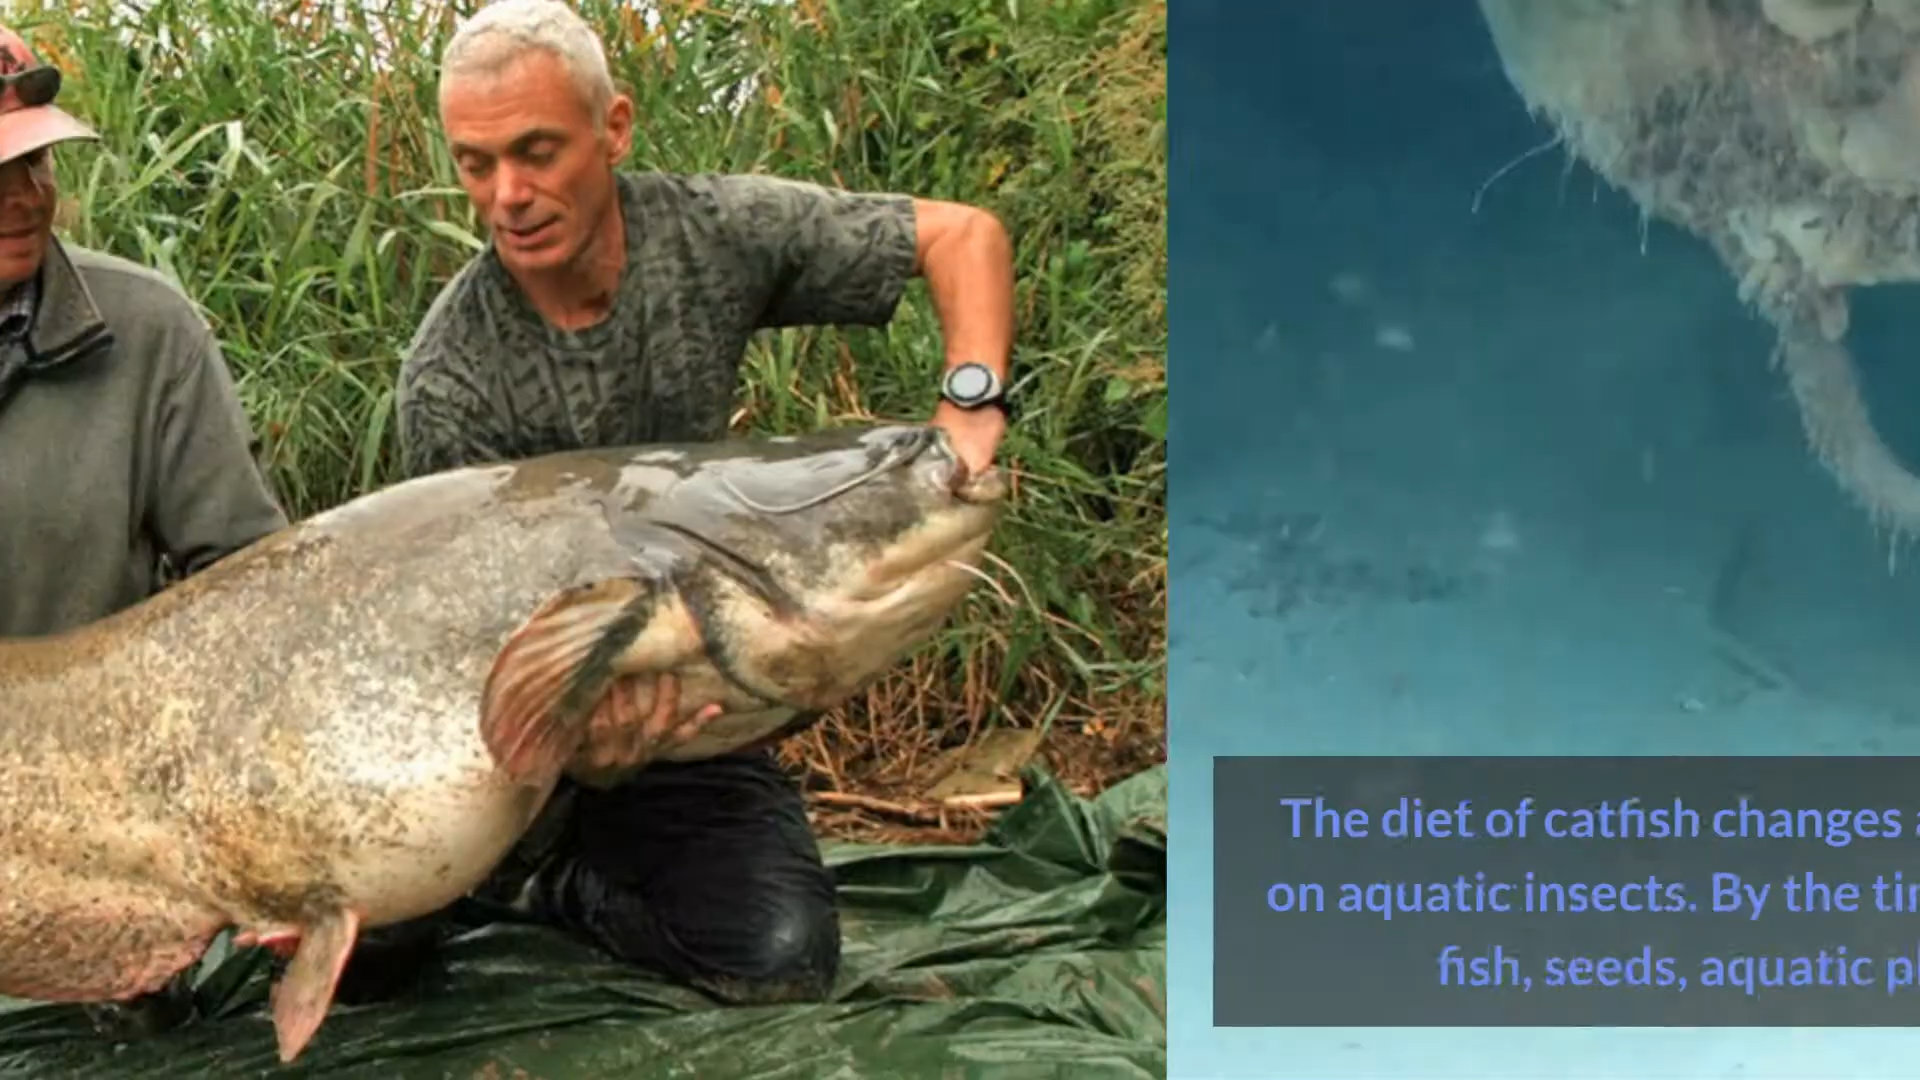 The diet of catfish changes
on aquatic insects. By the
fish, seeds, aquatic